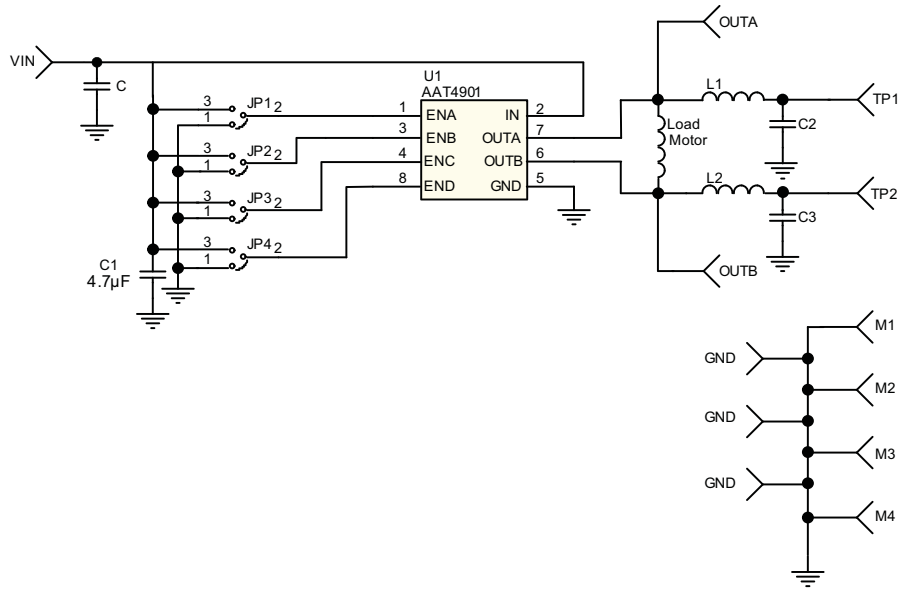 OUTA
VIN
C
U1
AAT4901
L1
TP1
3
JP1
2
1
1
ENA
IN
2
C2
3
JP2
2
1
3
ENB
OUTA
7
Load
Motor
3
JP3
2
1
4
ENC
OUTB
6
8
END
GND
5
L2
TP2
C3
3
JP4
2
1
C1
4.7µF
OUTB
M1
GND
M2
GND
M3
GND
M4